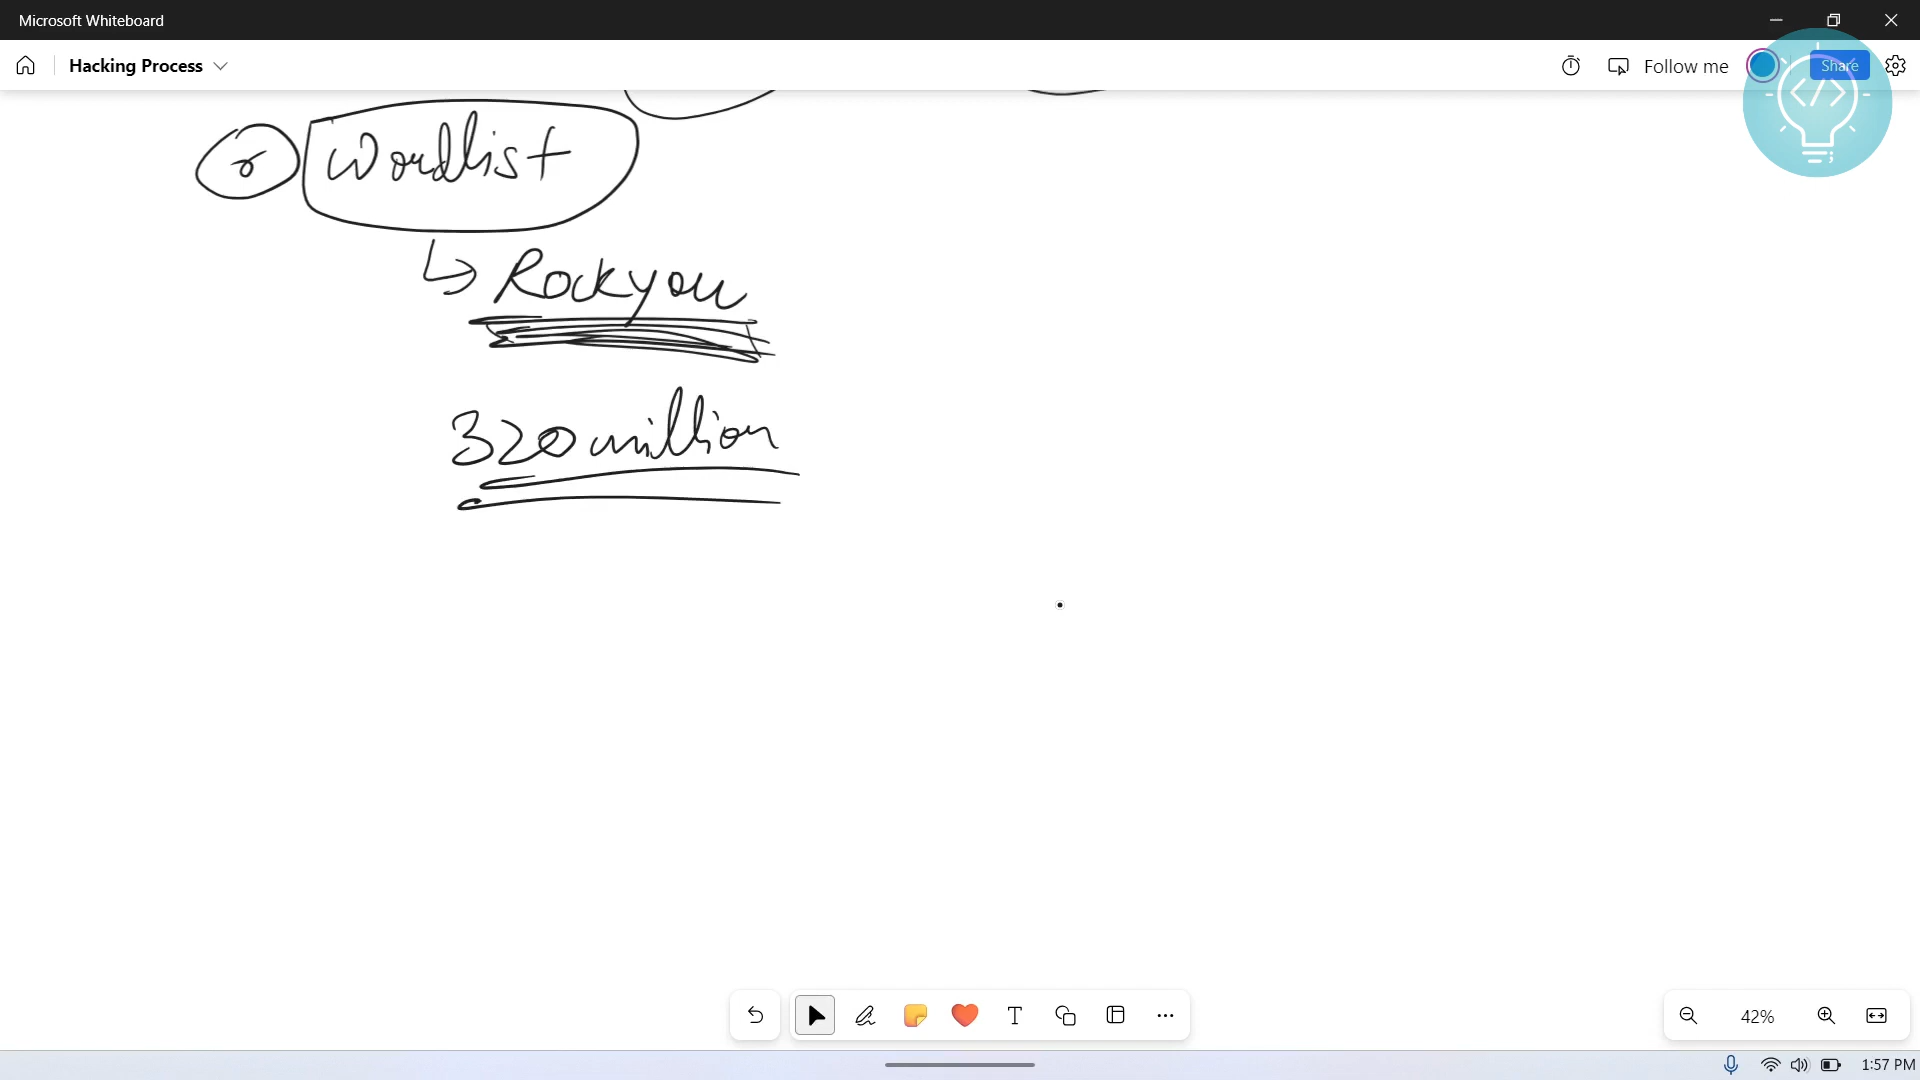 Microsoft Whiteboard
Hacking Process
Follow me
Share
Wordlist
Rockyou
320 million
42%
1:57 PM